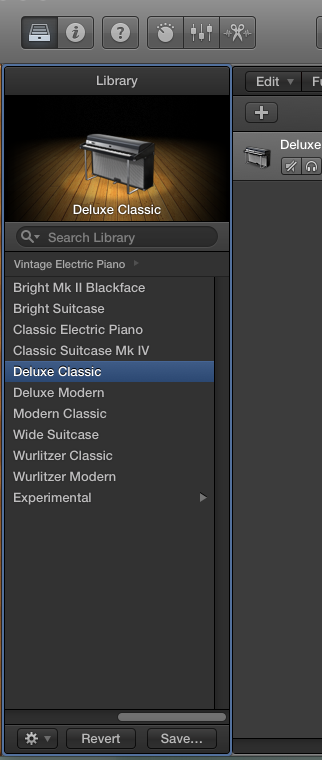 Library
Deluxe Classic
Search Library
Vintage Electric Piano
Bright Mk II Blackface
Bright Suitcase
Classic Electric Piano
Classic Suitcase Mk IV
Deluxe Classic
Deluxe Modern
Modern Classic
Wide Suitcase
Wurlitzer Classic
Wurlitzer Modern
Experimental
Revert
Save...
Edit
Fu
Deluxe